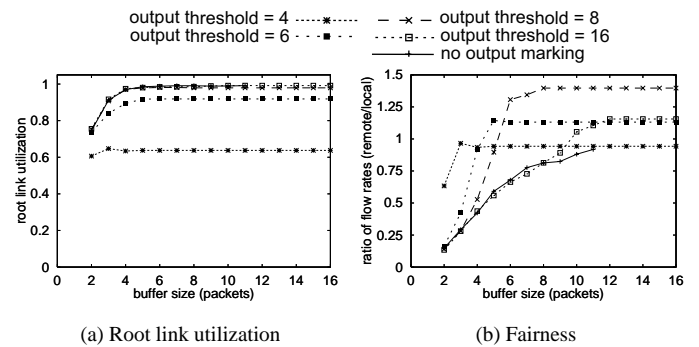 output threshold = 4
output threshold = 8
output threshold = 6
output threshold = 16
no output marking
root link utilization
1
0.8
0.6
0.4
0.2
0
0 2 4 6 8 10 12 14 16
buffer size (packets)
(a) Root link utilization
ratio of flow rates (remote/local)
1.5
1.25
1
0.75
0.5
0.25
0
0 2 4 6 8 10 12 14 16
buffer size (packets)
(b) Fairness